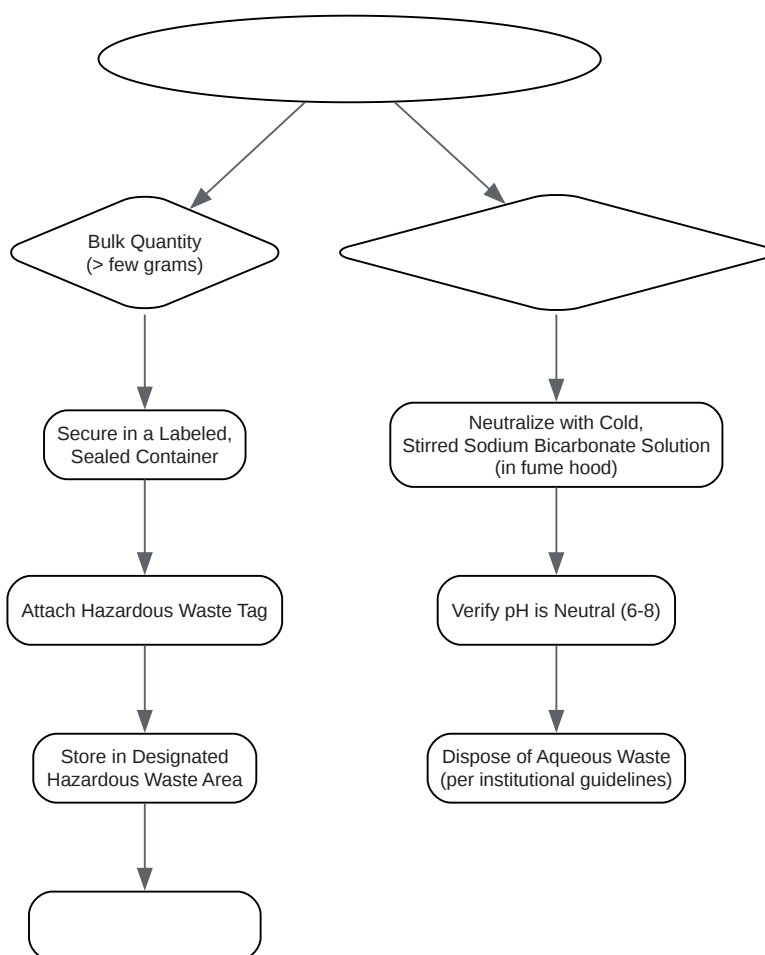 Bulk Quantity
(> few grams)
Secure in a Labeled,
Sealed Container
Attach Hazardous Waste Tag
Store in Designated
Hazardous Waste Area
Neutralize with Cold,
Stirred Sodium Bicarbonate Solution
(in fume hood)
Verify pH is Neutral (6-8)
Dispose of Aqueous Waste
(per institutional guidelines)